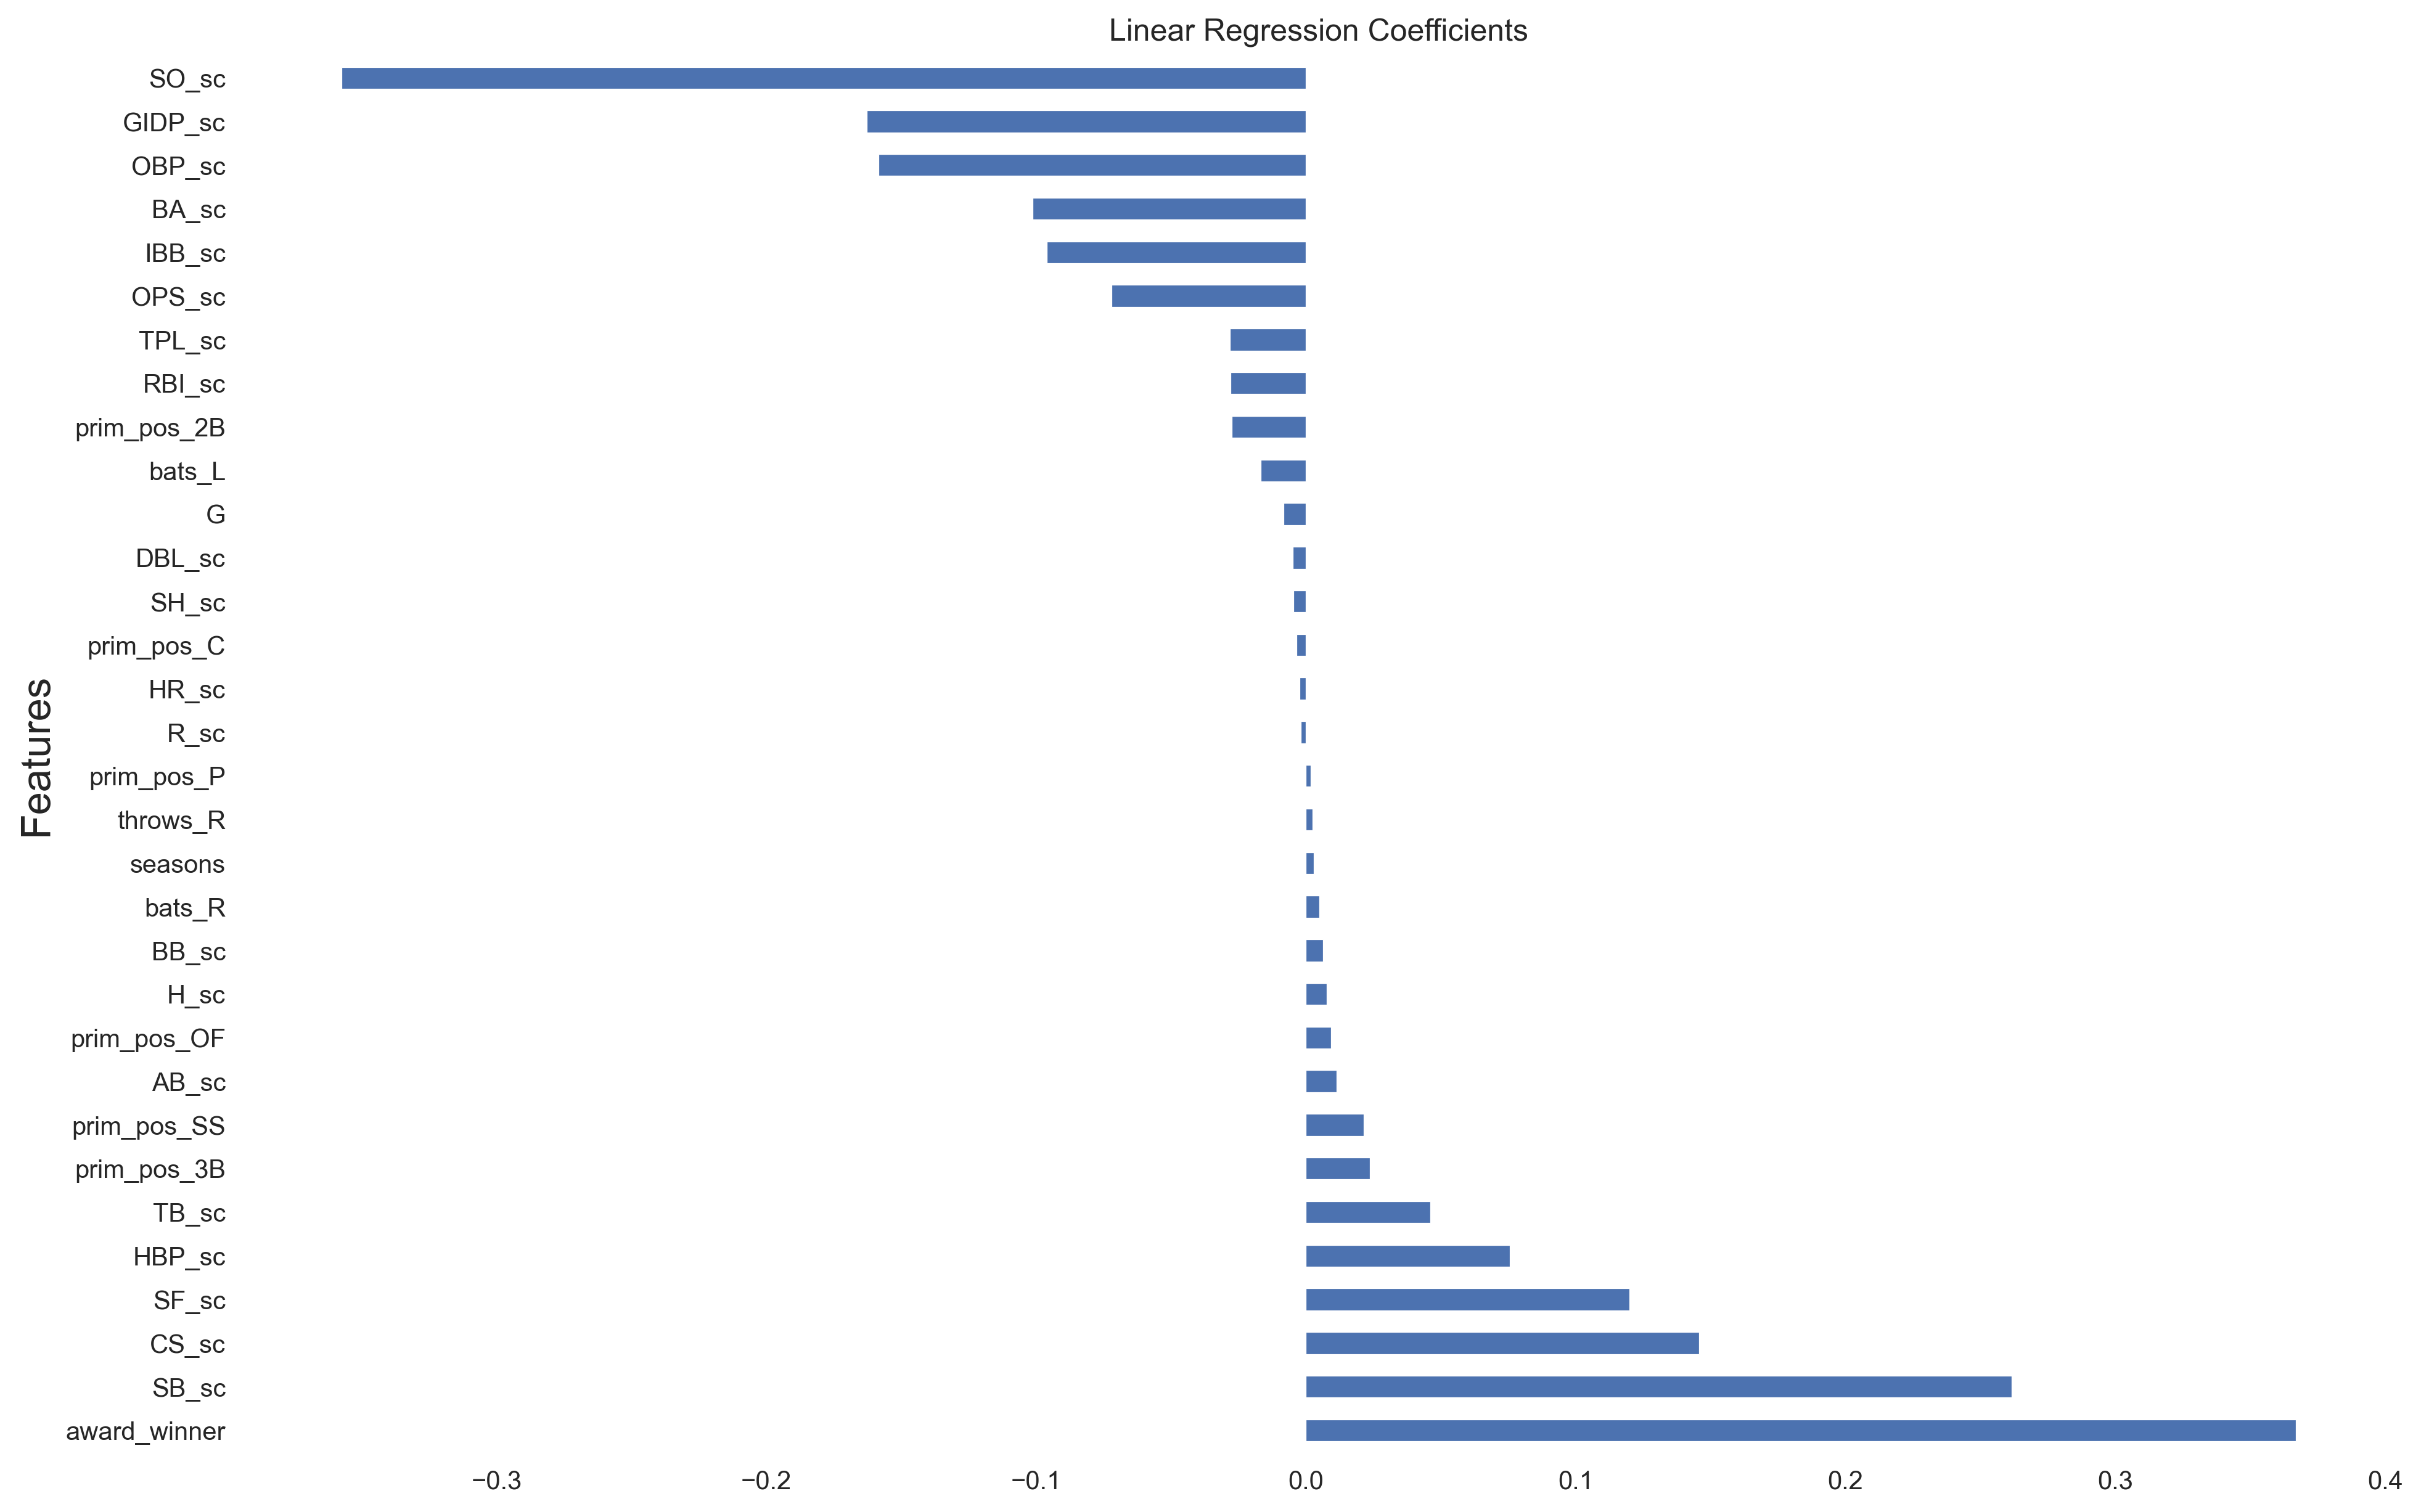 Linear Regression Coefficients
Features
SO_sc
GIDP_sc
OBP_sc
BA_sc
IBB_sc
OPS_sc
TPL_sc
RBI_sc
prim_pos_2B
bats_L
G
DBL_sc
SH_sc
prim_pos_C
HR_sc
R_sc
prim_pos_P
throws_R
seasons
bats_R
BB_sc
H_sc
prim_pos_OF
AB_sc
prim_pos_SS
prim_pos_3B
TB_sc
HBP_sc
SF_sc
CS_sc
SB_sc
award_winner
−0.3 −0.2 −0.1 0.0 0.1 0.2 0.3 0.4